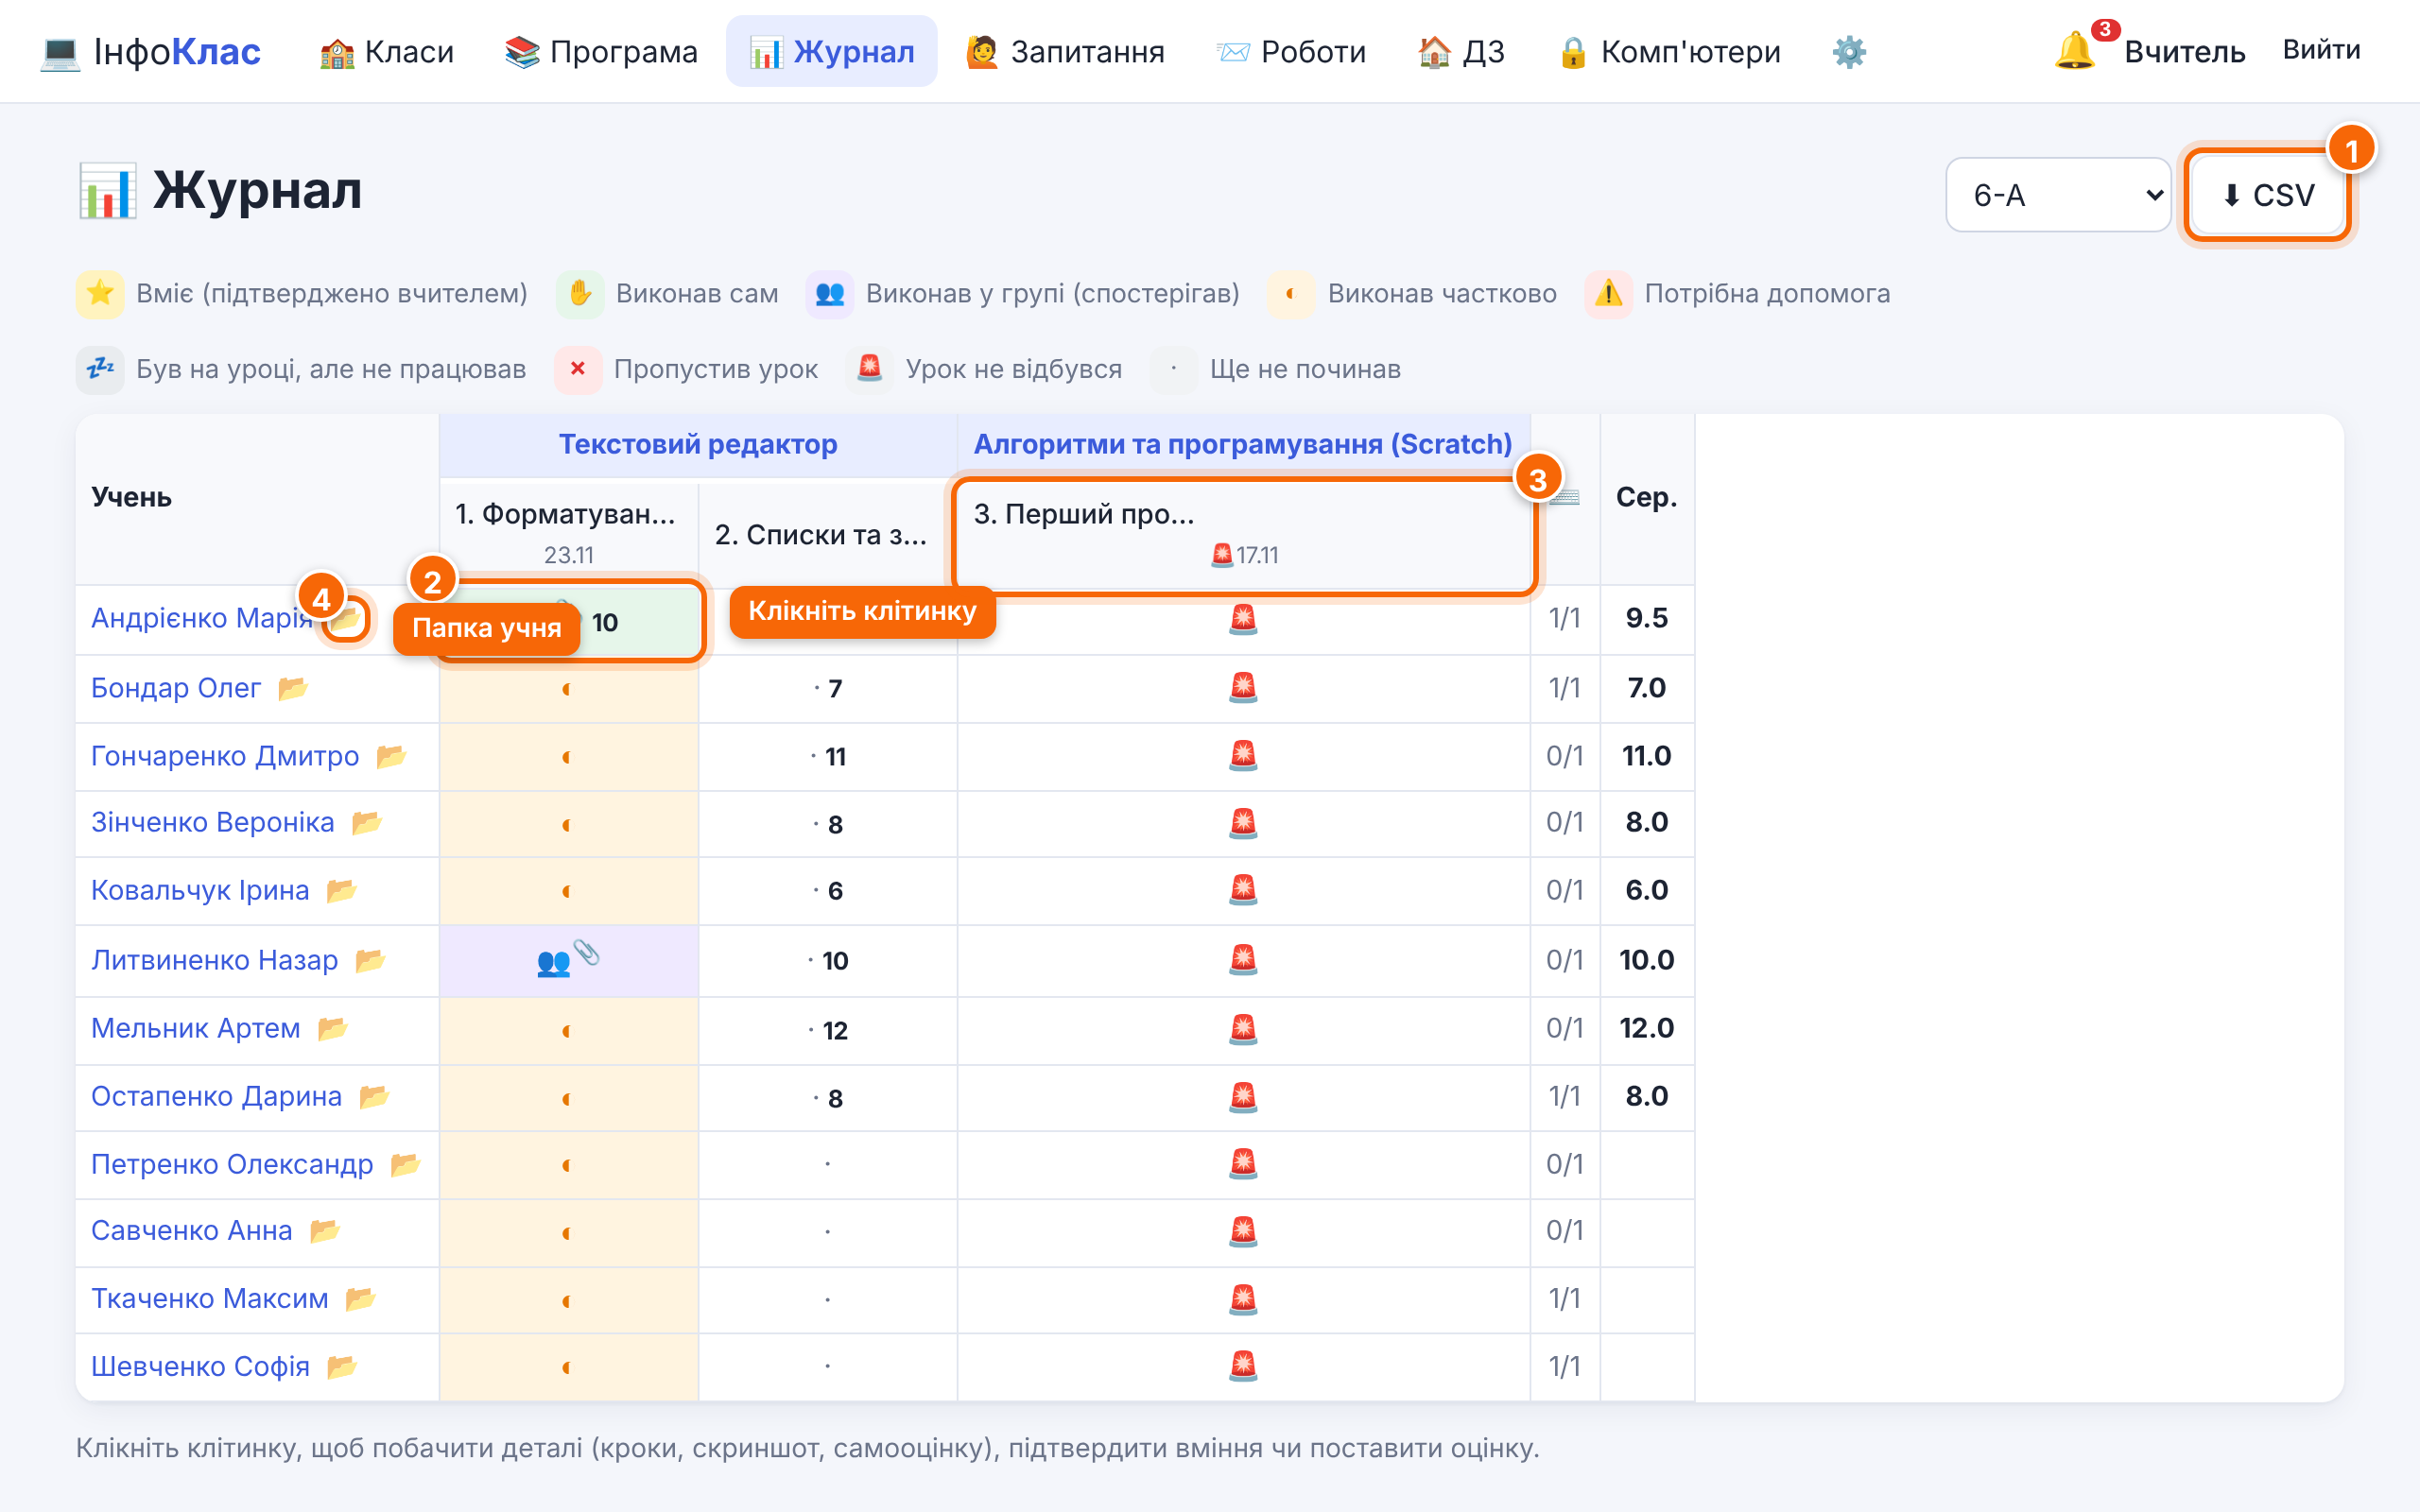 ІнфоКлас Класи Програма Журнал Запитання Роботи ДЗ Комп'ютери 3 Вчитель Вийти
Журнал 6-А CSV 1
Вміє (підтверджено вчителем) Виконав сам Виконав у групі (спостерігав) Виконав частково Потрібна допомога
Був на уроці, але не працював Пропустив урок Урок не відбувся Ще не починав
Текстовий редактор Алгоритми та програмування (Scratch)
Учень 1. Форматуван... 2. Списки та з... 3. Перший про... 3 Сер.
23.11 17.11
4 2
Андрієнко Марія Папка учня 10 Клікніть клітинку 1/1 9.5
Бондар Олег · 7 1/1 7.0
Гончаренко Дмитро · 11 0/1 11.0
Зінченко Вероніка · 8 0/1 8.0
Ковальчук Ірина · 6 0/1 6.0
Литвиненко Назар · 10 0/1 10.0
Мельник Артем · 12 0/1 12.0
Остапенко Дарина · 8 1/1 8.0
Петренко Олександр · 0/1
Савченко Анна · 0/1
Ткаченко Максим · 1/1
Шевченко Софія · 1/1
Клікніть клітинку, щоб побачити деталі (кроки, скриншот, самооцінку), підтвердити вміння чи поставити оцінку.